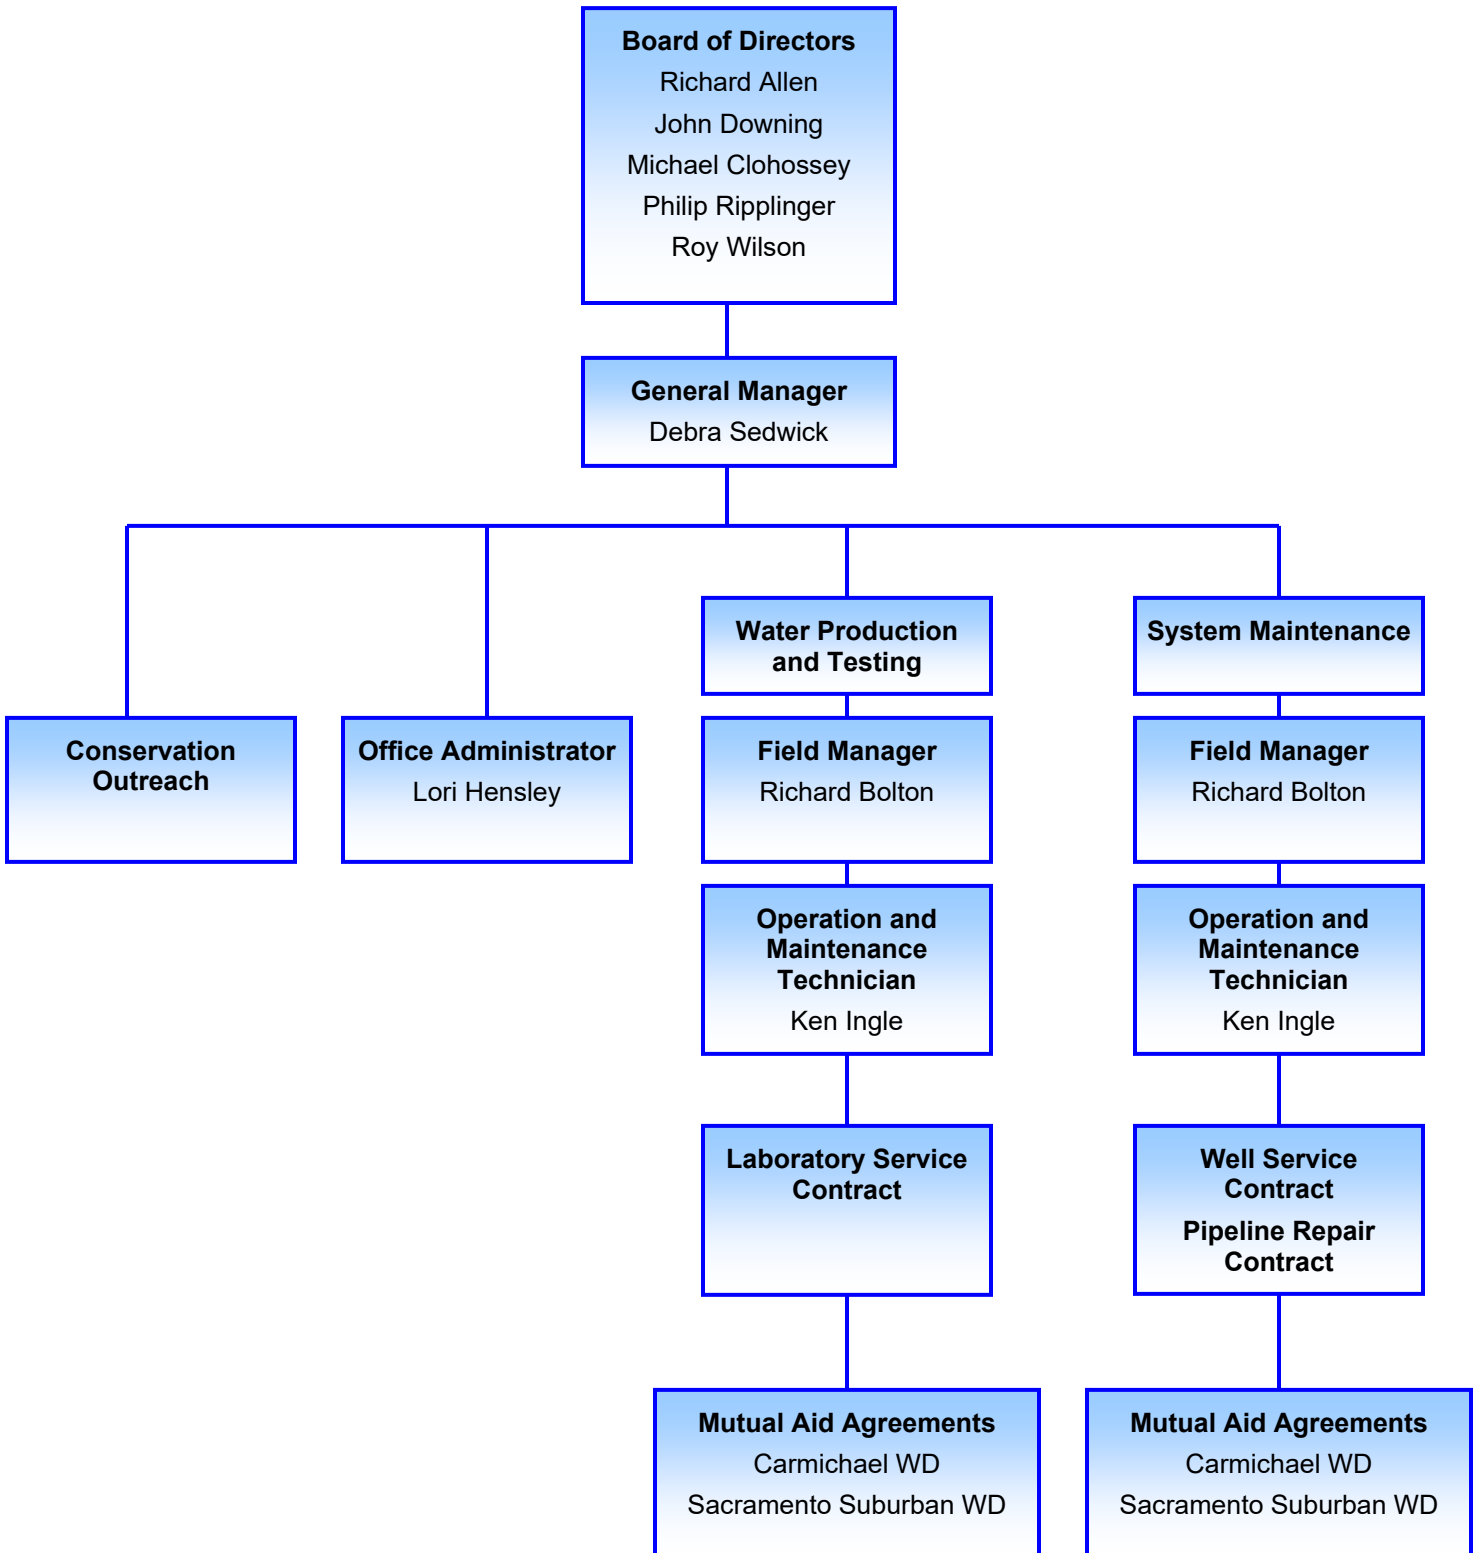 Board of Directors
Richard Allen
John Downing
Michael Clohossey
Philip Ripplinger
Roy Wilson
General Manager
Debra Sedwick
Water Production
and Testing
System Maintenance
Conservation
Outreach
Office Administrator
Lori Hensley
Field Manager
Richard Bolton
Field Manager
Richard Bolton
Operation and
Maintenance
Technician
Ken Ingle
Operation and
Maintenance
Technician
Ken Ingle
Laboratory Service
Contract
Well Service
Contract
Pipeline Repair
Contract
Mutual Aid Agreements
Carmichael WD
Sacramento Suburban WD
Mutual Aid Agreements
Carmichael WD
Sacramento Suburban WD